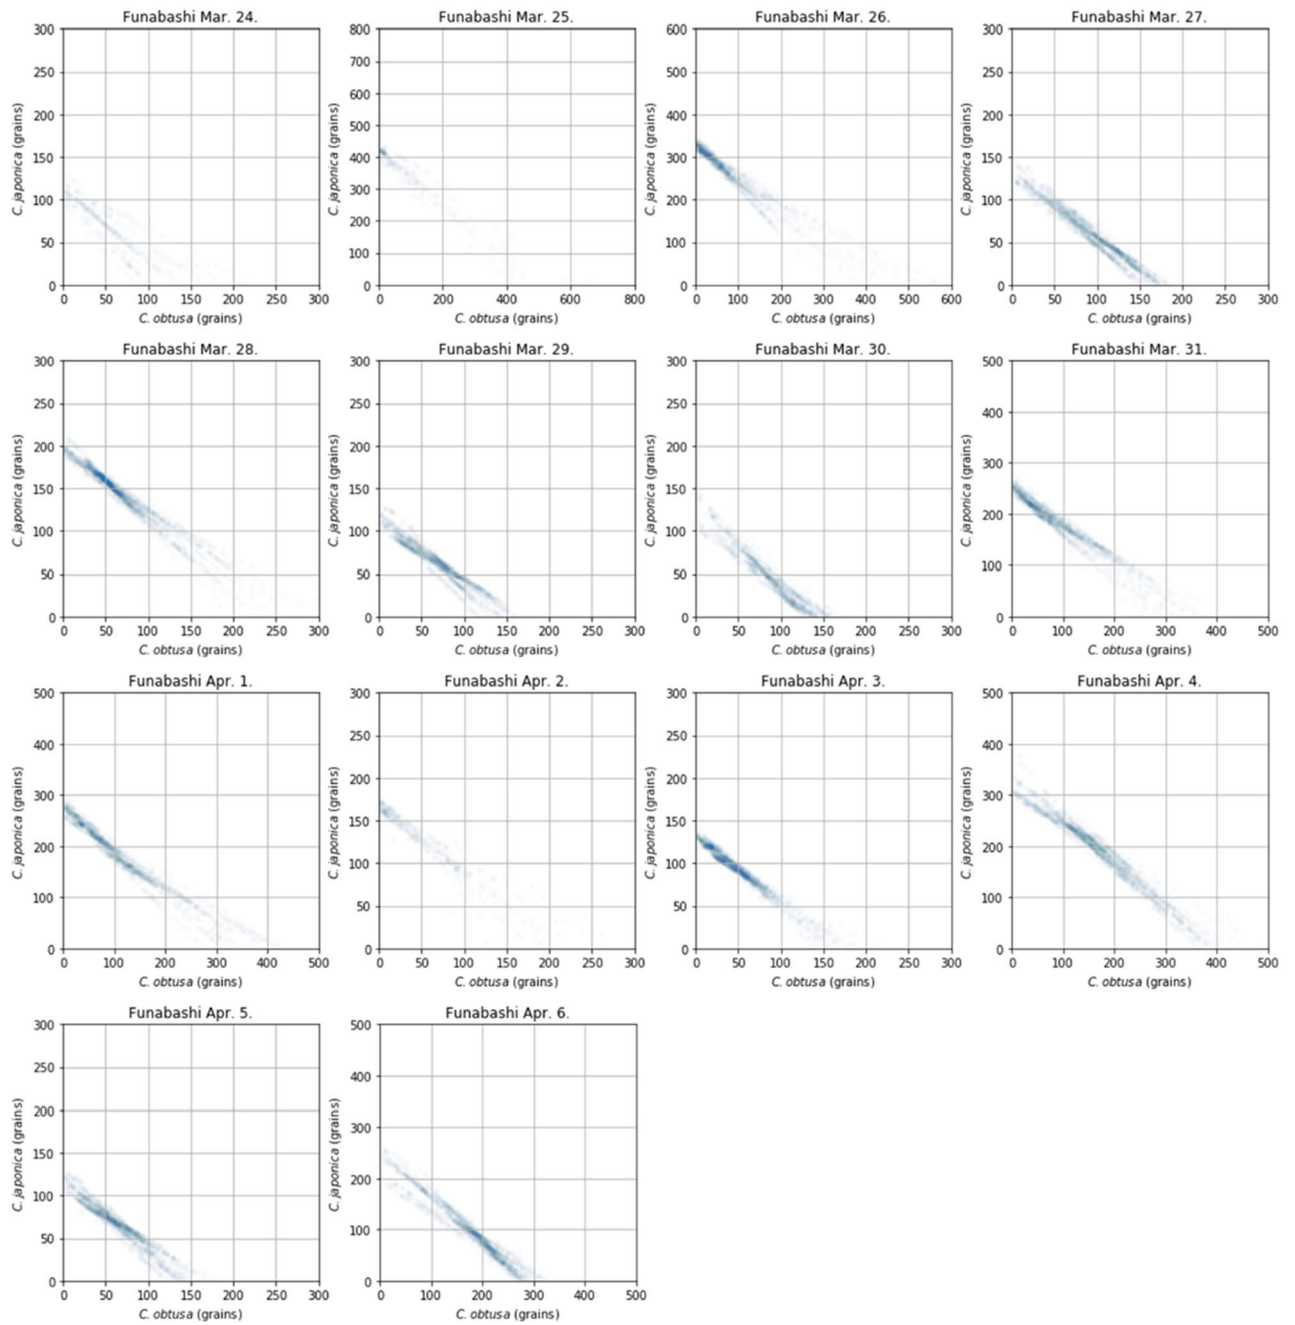 Funabashi Mar. 24.
300
250
200
150
100
50
0
0 50 100 150 200 250 300
C. japonica (grains)
C. obtusa (grains)
Funabashi Mar. 25.
800
700
600
500
400
300
200
100
0
0 200 400 600 800
C. japonica (grains)
C. obtusa (grains)
Funabashi Mar. 26.
600
500
400
300
200
100
0
0 100 200 300 400 500 600
C. japonica (grains)
C. obtusa (grains)
Funabashi Mar. 27.
300
250
200
150
100
50
0
0 50 100 150 200 250 300
C. japonica (grains)
C. obtusa (grains)
Funabashi Mar. 28.
300
250
200
150
100
50
0
0 50 100 150 200 250 300
C. japonica (grains)
C. obtusa (grains)
Funabashi Mar. 29.
300
250
200
150
100
50
0
0 50 100 150 200 250 300
C. japonica (grains)
C. obtusa (grains)
Funabashi Mar. 30.
300
250
200
150
100
50
0
0 50 100 150 200 250 300
C. japonica (grains)
C. obtusa (grains)
Funabashi Mar. 31.
500
400
300
200
100
0
0 100 200 300 400 500
C. japonica (grains)
C. obtusa (grains)
Funabashi Apr. 1.
500
400
300
200
100
0
0 100 200 300 400 500
C. japonica (grains)
C. obtusa (grains)
Funabashi Apr. 2.
300
250
200
150
100
50
0
0 50 100 150 200 250 300
C. japonica (grains)
C. obtusa (grains)
Funabashi Apr. 3.
300
250
200
150
100
50
0
0 50 100 150 200 250 300
C. japonica (grains)
C. obtusa (grains)
Funabashi Apr. 4.
500
400
300
200
100
0
0 100 200 300 400 500
C. japonica (grains)
C. obtusa (grains)
Funabashi Apr. 5.
300
250
200
150
100
50
0
0 50 100 150 200 250 300
C. japonica (grains)
C. obtusa (grains)
Funabashi Apr. 6.
500
400
300
200
100
0
0 100 200 300 400 500
C. japonica (grains)
C. obtusa (grains)